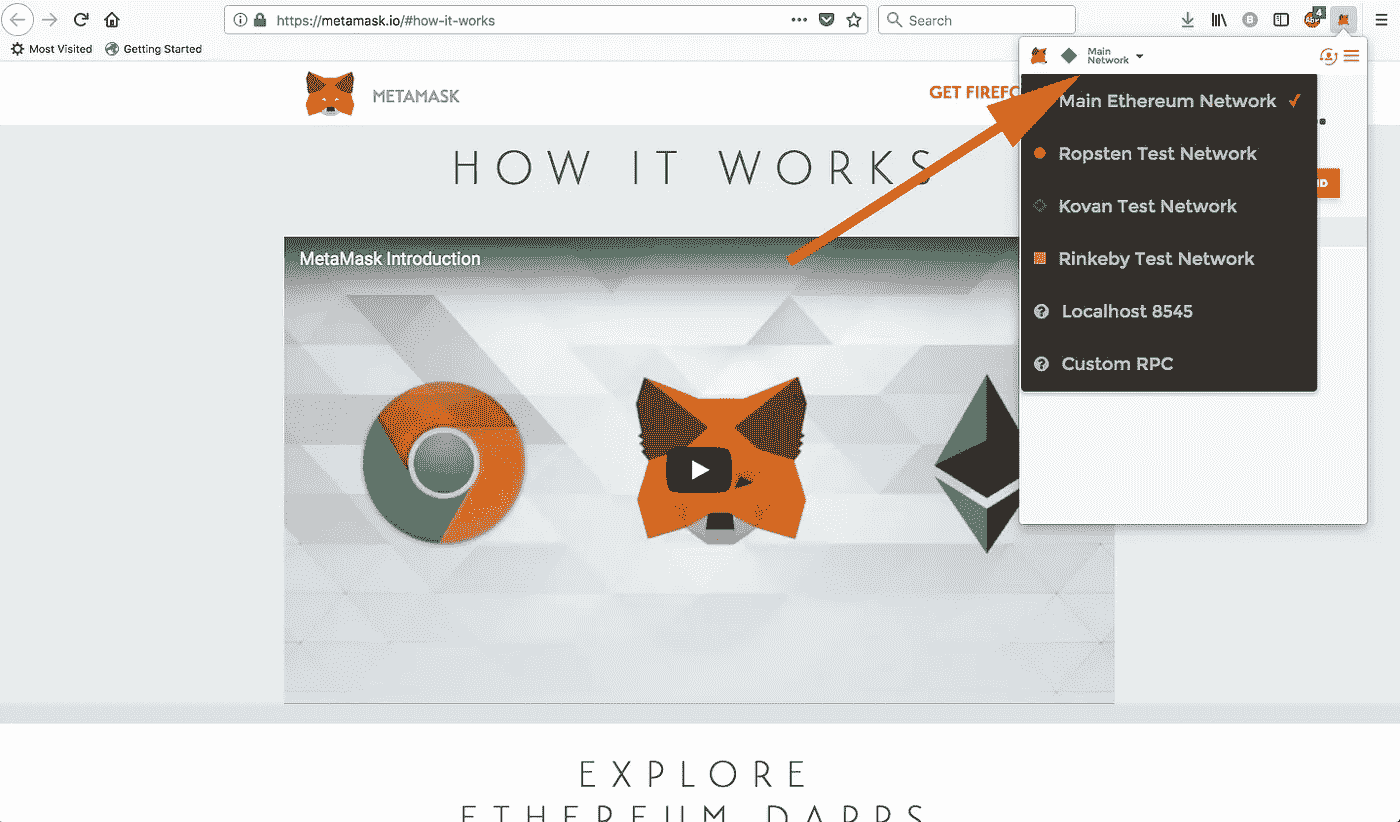 https://metamask.io/#how-it-works
Search
4
Most Visited
Getting Started
Main
Network
METAMASK
GET
Main Ethereum Network
Ropsten Test Network
Kovan Test Network
Rinkeby Test Network
Localhost 8545
Custom RPC
HOW IT WORKS
MetaMask Introduction
EXPLORE
ETHEREUM DAPPS